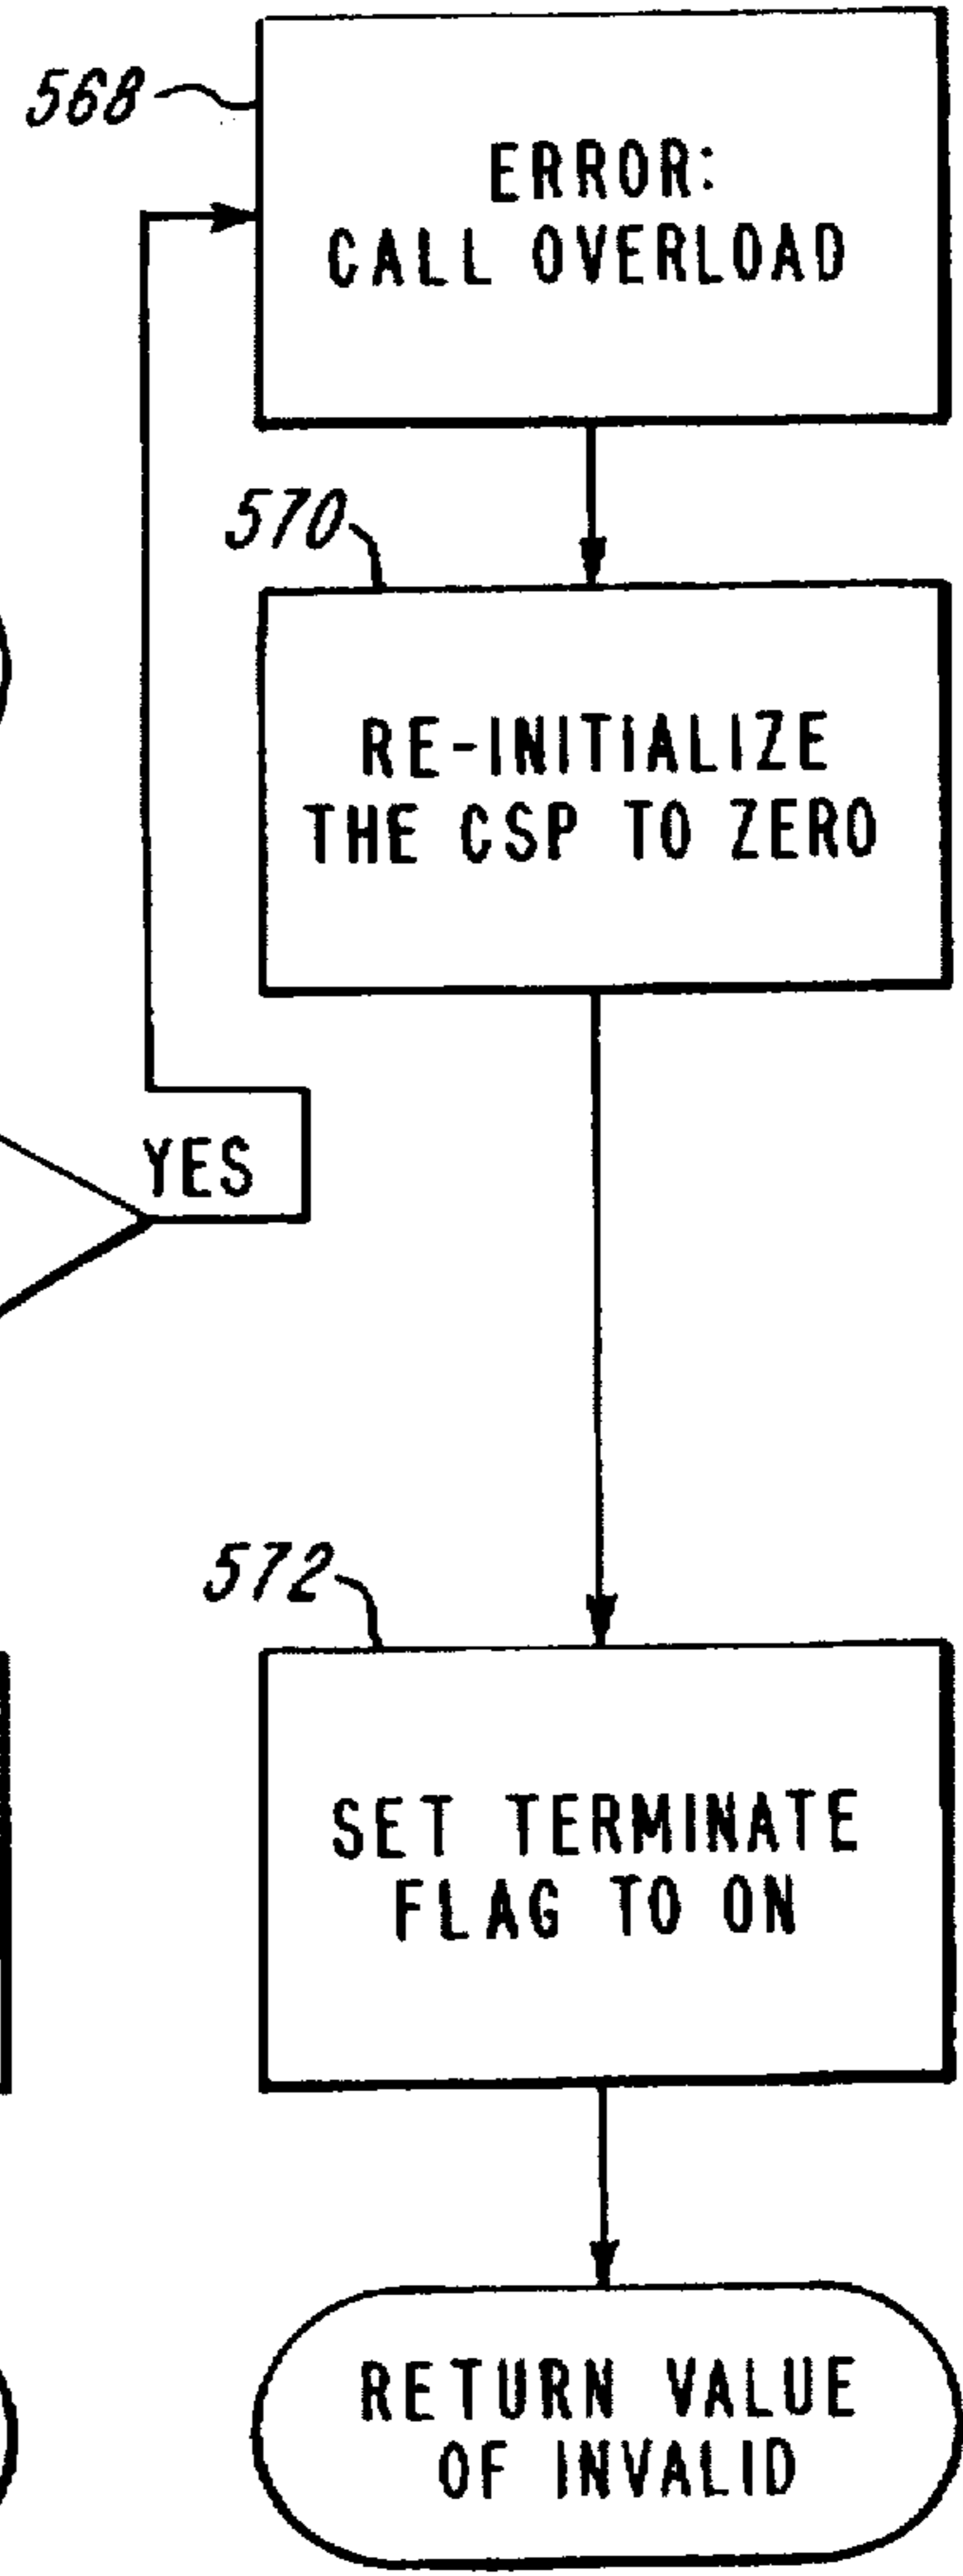 568
ERROR:
CALL OVERLOAD
570
RE-INITIALIZE
THE CSP TO ZERO
YES
572
SET TERMINATE
FLAG TO ON
RETURN VALUE
OF INVALID